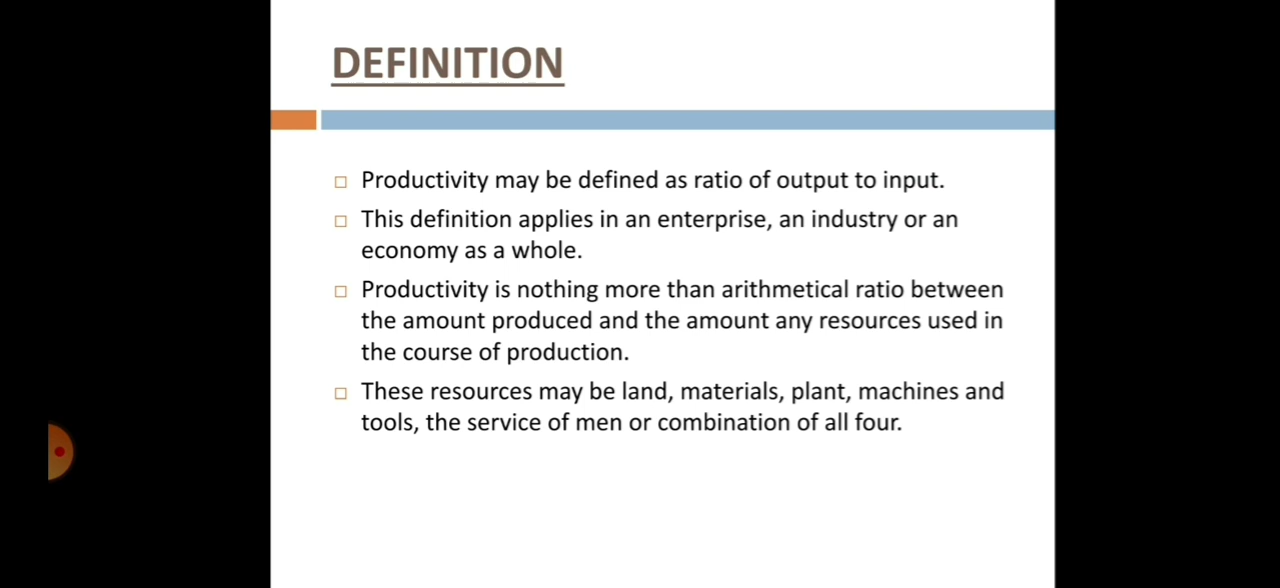 DEFINITION
Productivity may be defined as ratio of output to input.
This definition applies in an enterprise, an industry or an
economy as a whole.
Productivity is nothing more than arithmetical ratio between
the amount produced and the amount any resources used in
the course of production.
These resources may be land, materials, plant, machines and
tools, the service of men or combination of all four.